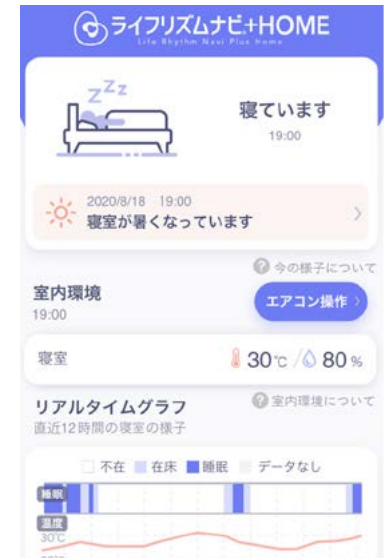 ライフリズムナビ+HOME
Life Rhythm Navi Plus Home
zZZz
寝ています
19:00
2020/8/18 19:00
寝室が暑くなっています
? 今の様子について
室内環境
19:00
エアコン操作
寝室
30℃ / 80 %
リアルタイムグラフ
? 室内環境について
直近12時間の寝室の様子
不在 在床 睡眠 データなし
睡眠
温度
30℃